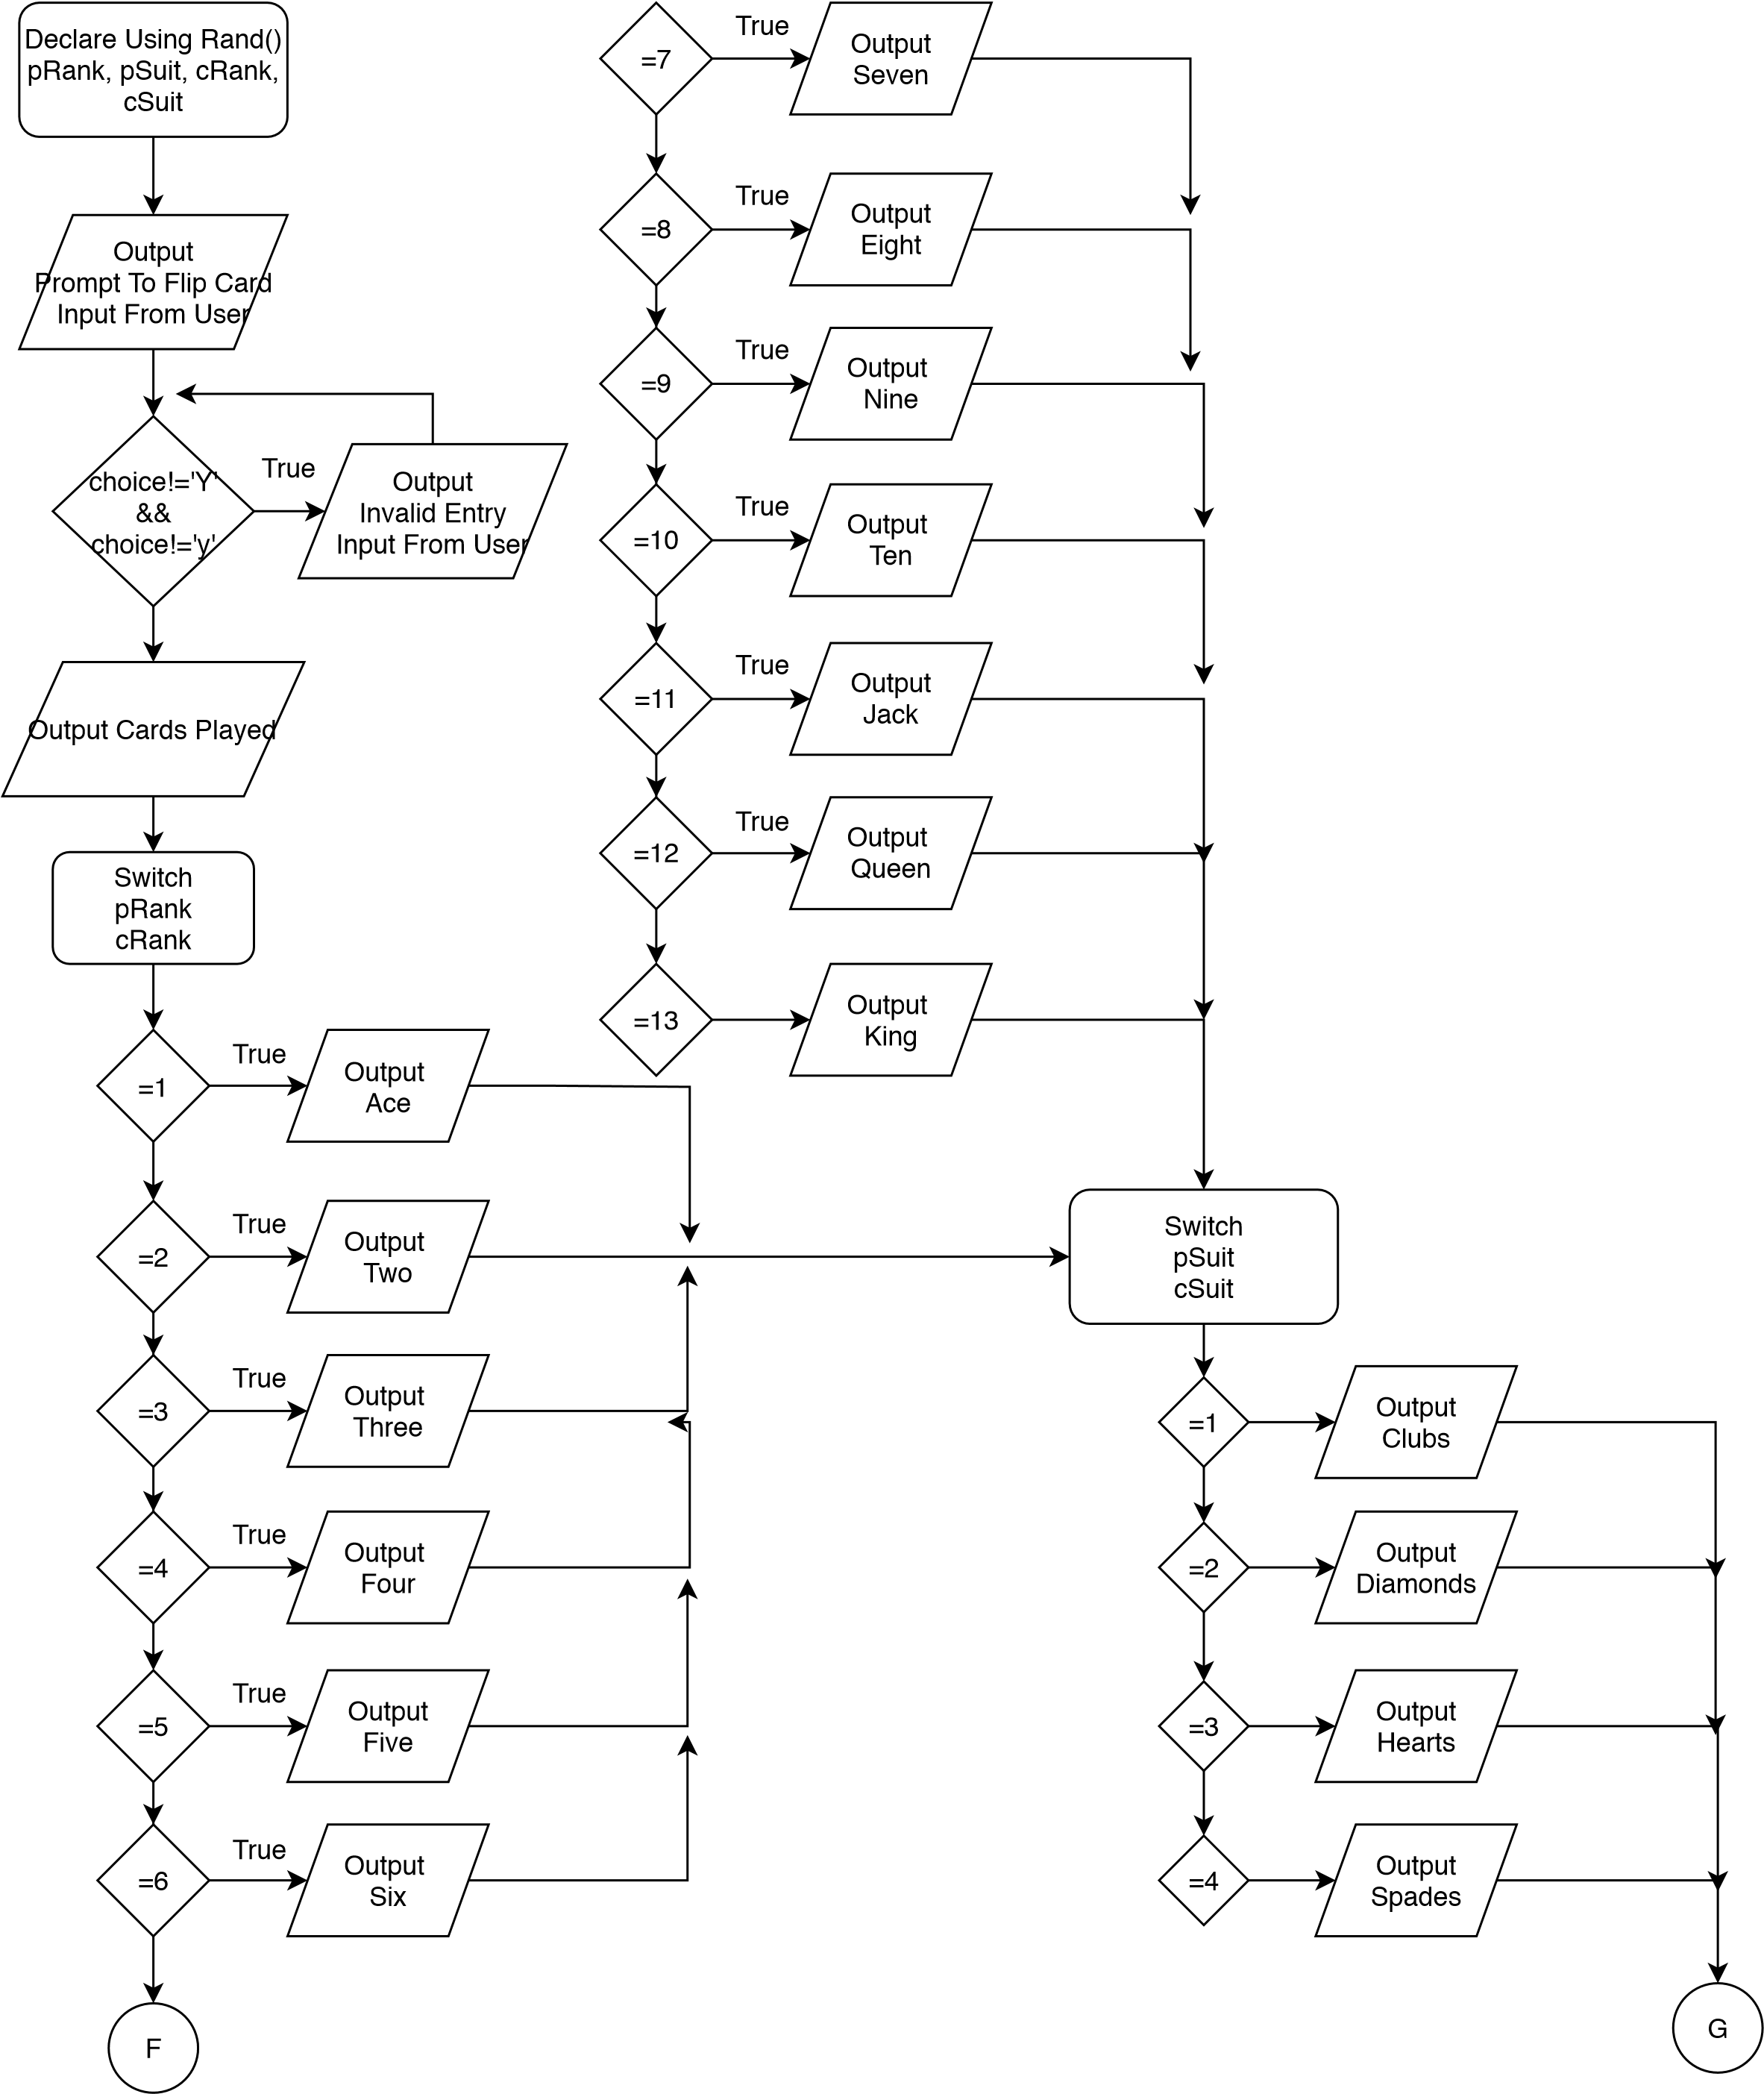 Declare Using Rand()
pRank, pSuit, cRank,
cSuit
Output
Prompt To Flip Card
Input From User
choice!='Y'
&&
choice!='y'
True
Output
Invalid Entry
Input From User
Output Cards Played
Switch
pRank
cRank
=1
True
Output
Ace
=2
True
Output
Two
=3
True
Output
Three
=4
True
Output
Four
=5
True
Output
Five
=6
True
Output
Six
F
=7
True
Output
Seven
=8
True
Output
Eight
=9
True
Output
Nine
=10
True
Output
Ten
=11
True
Output
Jack
=12
True
Output
Queen
=13
Output
King
Switch
pSuit
cSuit
=1
Output
Clubs
=2
Output
Diamonds
=3
Output
Hearts
=4
Output
Spades
G